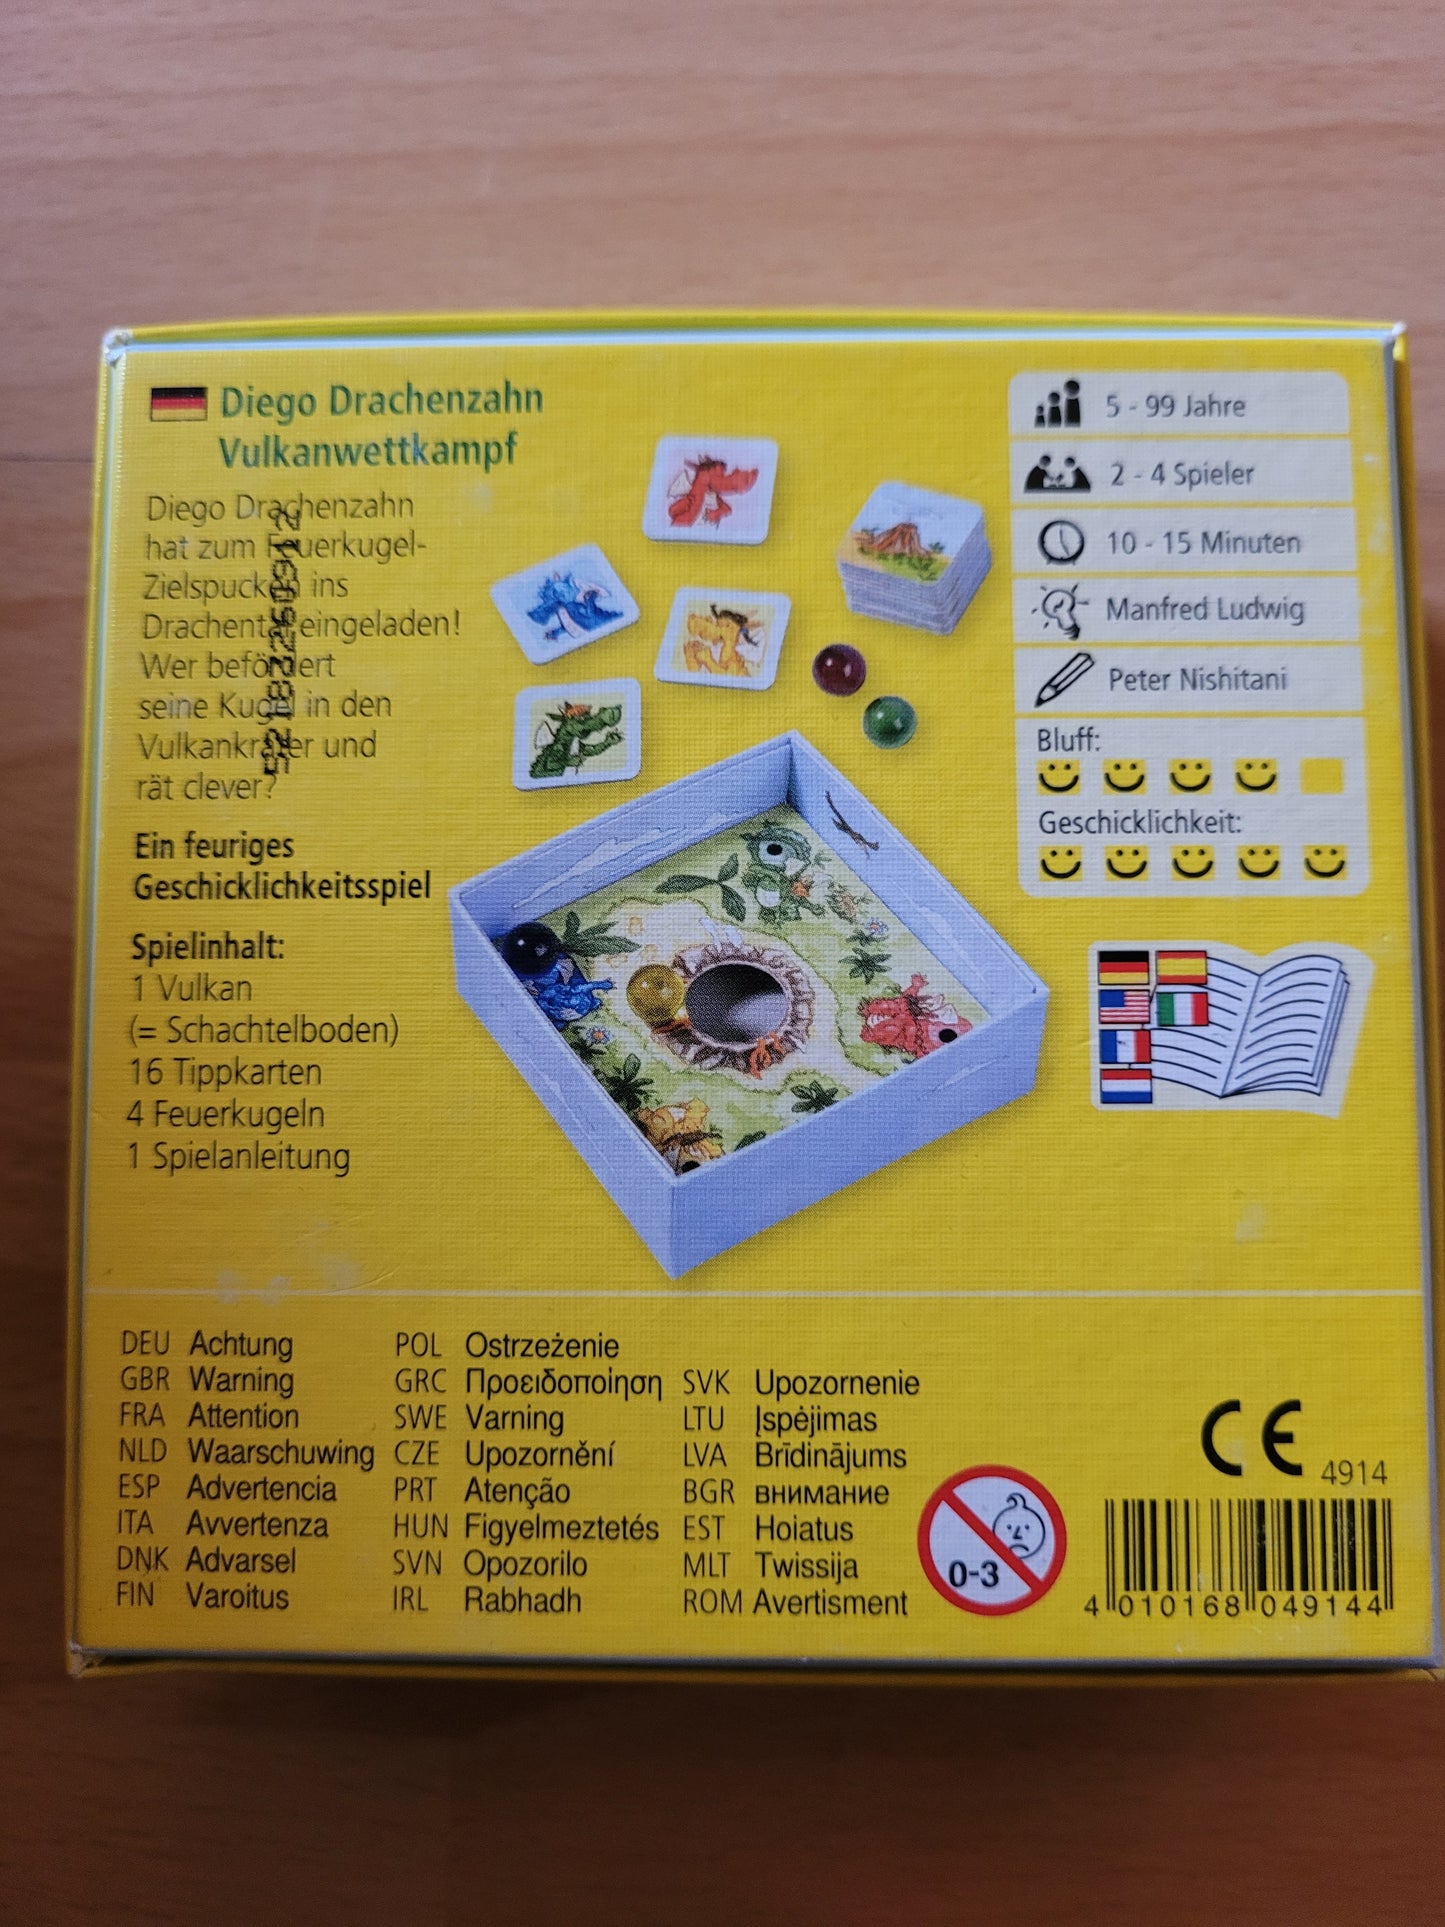 Diego Drachenzahn
Vulkanwettkampf
Diego Drachenzahn
hat zum Feuerkugel-
Zielspucken ins
Drachental eingeladen!
Wer befördert
seine Kugel in den
Vulkankrater und
rät clever?
Ein feuriges
Geschicklichkeitsspiel
Spielinhalt:
1 Vulkan
(= Schachtelboden)
16 Tippkarten
4 Feuerkugeln
1 Spielanleitung
5 - 99 Jahre
2 - 4 Spieler
10 - 15 Minuten
Manfred Ludwig
Peter Nishitani
Bluff:
Geschicklichkeit:
DEU Achtung
GBR Warning
FRA Attention
NLD Waarschuwing
ESP Advertencia
ITA Avvertenza
DNK Advarsel
FIN Varoitus
POL Ostrzeżenie
GRC Προειδοποίηση
SWE Varning
CZE Upozornění
PRT Atenção
HUN Figyelmeztetés
SVN Opozorilo
IRL Rabhadh
SVK Upozornenie
LTU Įspėjimas
LVA Brīdinājums
BGR внимание
EST Hoiatus
MLT Twissija
ROM Avertisment
0-3
CE
4914
4 010168 049144